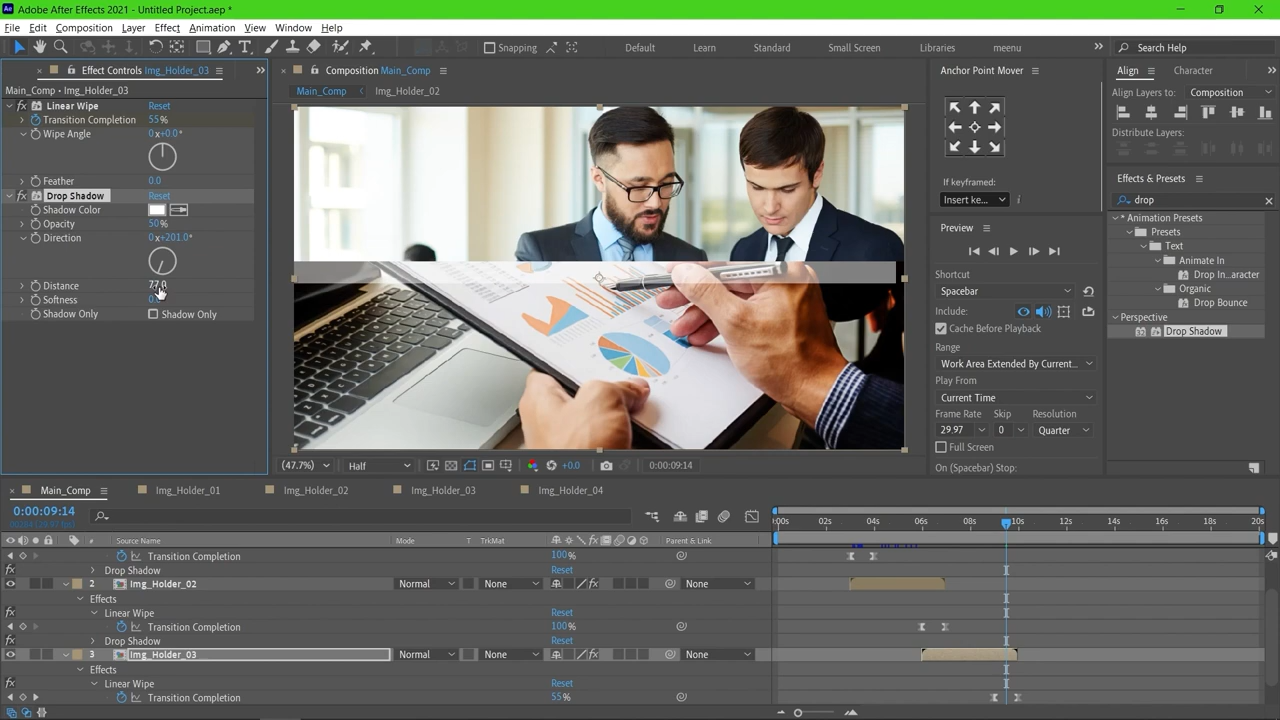 Adobe After Effects 2021 - Untitled Project.aep *
File Edit Composition Layer Effect Animation View Window Help
Snapping Default Learn Standard Small Screen Libraries meenu Search Help
Effect Controls Img_Holder_03
Main_Comp • Img_Holder_03
Linear Wipe Reset
Transition Completion 55%
Wipe Angle 0x+0.0°
Feather 0.0
Drop Shadow Reset
Shadow Color
Opacity 50%
Direction 0x+201.0°
Distance 77.0
Softness
Shadow Only Shadow Only
Composition Main_Comp
Main_Comp Img_Holder_02
(47.7%) Half +0.0 0:00:09:14
Anchor Point Mover
If keyframed:
Insert ke...
Preview
Shortcut
Spacebar
Include:
Cache Before Playback
Range
Work Area Extended By Current...
Play From
Current Time
Frame Rate Skip Resolution
29.97 0 Quarter
Full Screen
On (Spacebar) Stop:
Align Character
Align Layers to: Composition
Distribute Layers:
Effects & Presets
drop
* Animation Presets
Presets
Text
Animate In
Drop In...aracter
Organic
Drop Bounce
Perspective
Drop Shadow
Main_Comp Img_Holder_01 Img_Holder_02 Img_Holder_03 Img_Holder_04
0:00:09:14
:00s 02s 04s 06s 08s 10s 12s 14s 16s 18s 20s
# Source Name Mode T TrkMat Parent & Link
Transition Completion 100%
Drop Shadow Reset
2 Img_Holder_02 Normal None None
Effects
Linear Wipe Reset
Transition Completion 100%
Drop Shadow Reset
3 Img_Holder_03 Normal None None
Effects
Linear Wipe Reset
Transition Completion 55%